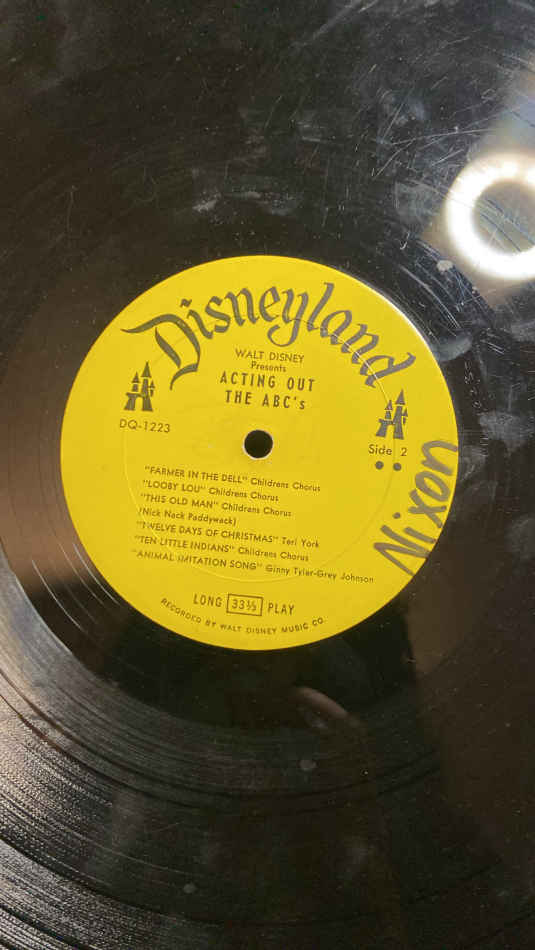 Disneyland
WALT DISNEY
Presents
ACTING OUT
THE ABC's
DQ-1223
Side 2
"FARMER IN THE DELL" Childrens Chorus
"LOOBY LOU" Childrens Chorus
"THIS OLD MAN" Childrens Chorus
(Nick Nack Paddywack)
"TWELVE DAYS OF CHRISTMAS" Teri York
"TEN LITTLE INDIANS" Childrens Chorus
"ANIMAL IMITATION SONG" Ginny Tyler-Grey Johnson
LONG 33⅓ PLAY
RECORDED BY WALT DISNEY MUSIC CO.
Nixon